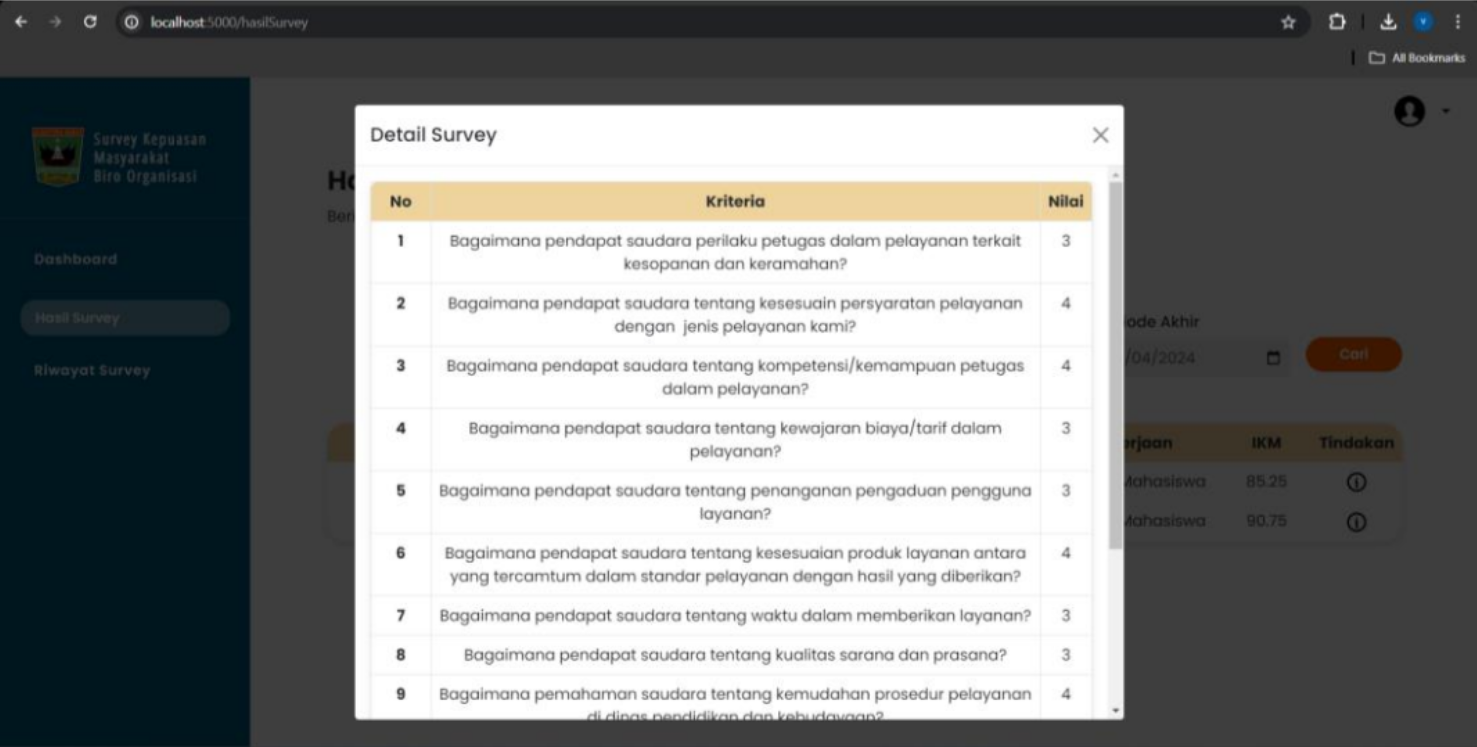 localhost:5000/hasilSurvey
All Bookmarks
Survey Kepuasan
Masyarakat
Biro Organisasi
Dashboard
Hasil Survey
Riwayat Survey
Detail Survey
No Kriteria Nilai
1 Bagaimana pendapat saudara perilaku petugas dalam pelayanan terkait 3
kesopanan dan keramahan?
2 Bagaimana pendapat saudara tentang kesesuain persyaratan pelayanan 4
dengan jenis pelayanan kami?
3 Bagaimana pendapat saudara tentang kompetensi/kemampuan petugas 4
dalam pelayanan?
4 Bagaimana pendapat saudara tentang kewajaran biaya/tarif dalam 3
pelayanan?
5 Bagaimana pendapat saudara tentang penanganan pengaduan pengguna 3
layanan?
6 Bagaimana pendapat saudara tentang kesesuaian produk layanan antara 4
yang tercamtum dalam standar pelayanan dengan hasil yang diberikan?
7 Bagaimana pendapat saudara tentang waktu dalam memberikan layanan? 3
8 Bagaimana pendapat saudara tentang kualitas sarana dan prasana? 3
9 Bagaimana pemahaman saudara tentang kemudahan prosedur pelayanan 4
di dinas pendidikan dan kebudayaan?
ode Akhir
/04/2024 Cari
erjaan IKM Tindakan
Mahasiswa 85.25
Mahasiswa 90.75